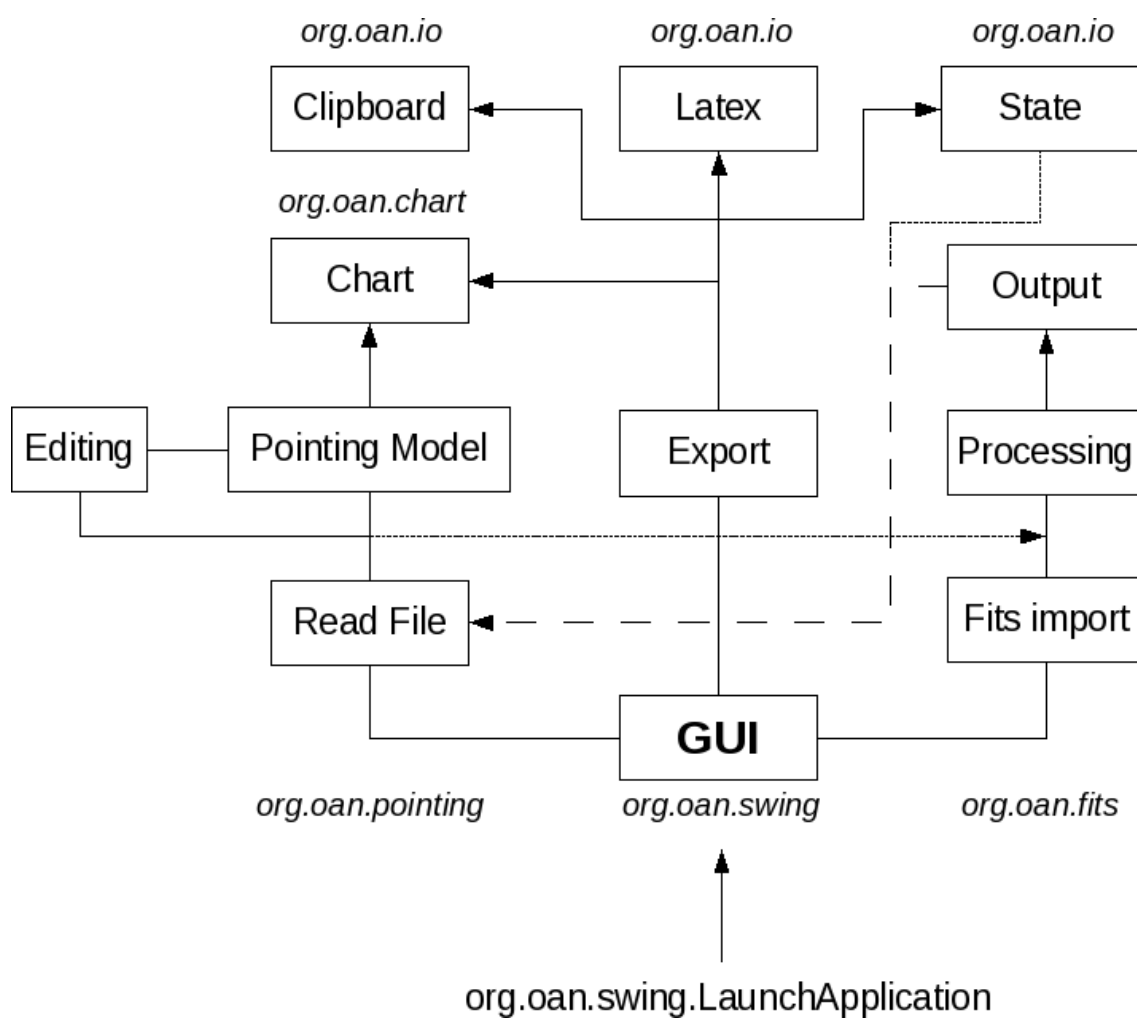 org.oan.io
org.oan.io
org.oan.io
Clipboard
Latex
State
org.oan.chart
Chart
Output
Editing
Pointing Model
Export
Processing
Read File
Fits import
GUI
org.oan.pointing
org.oan.swing
org.oan.fits
org.oan.swing.LaunchApplication